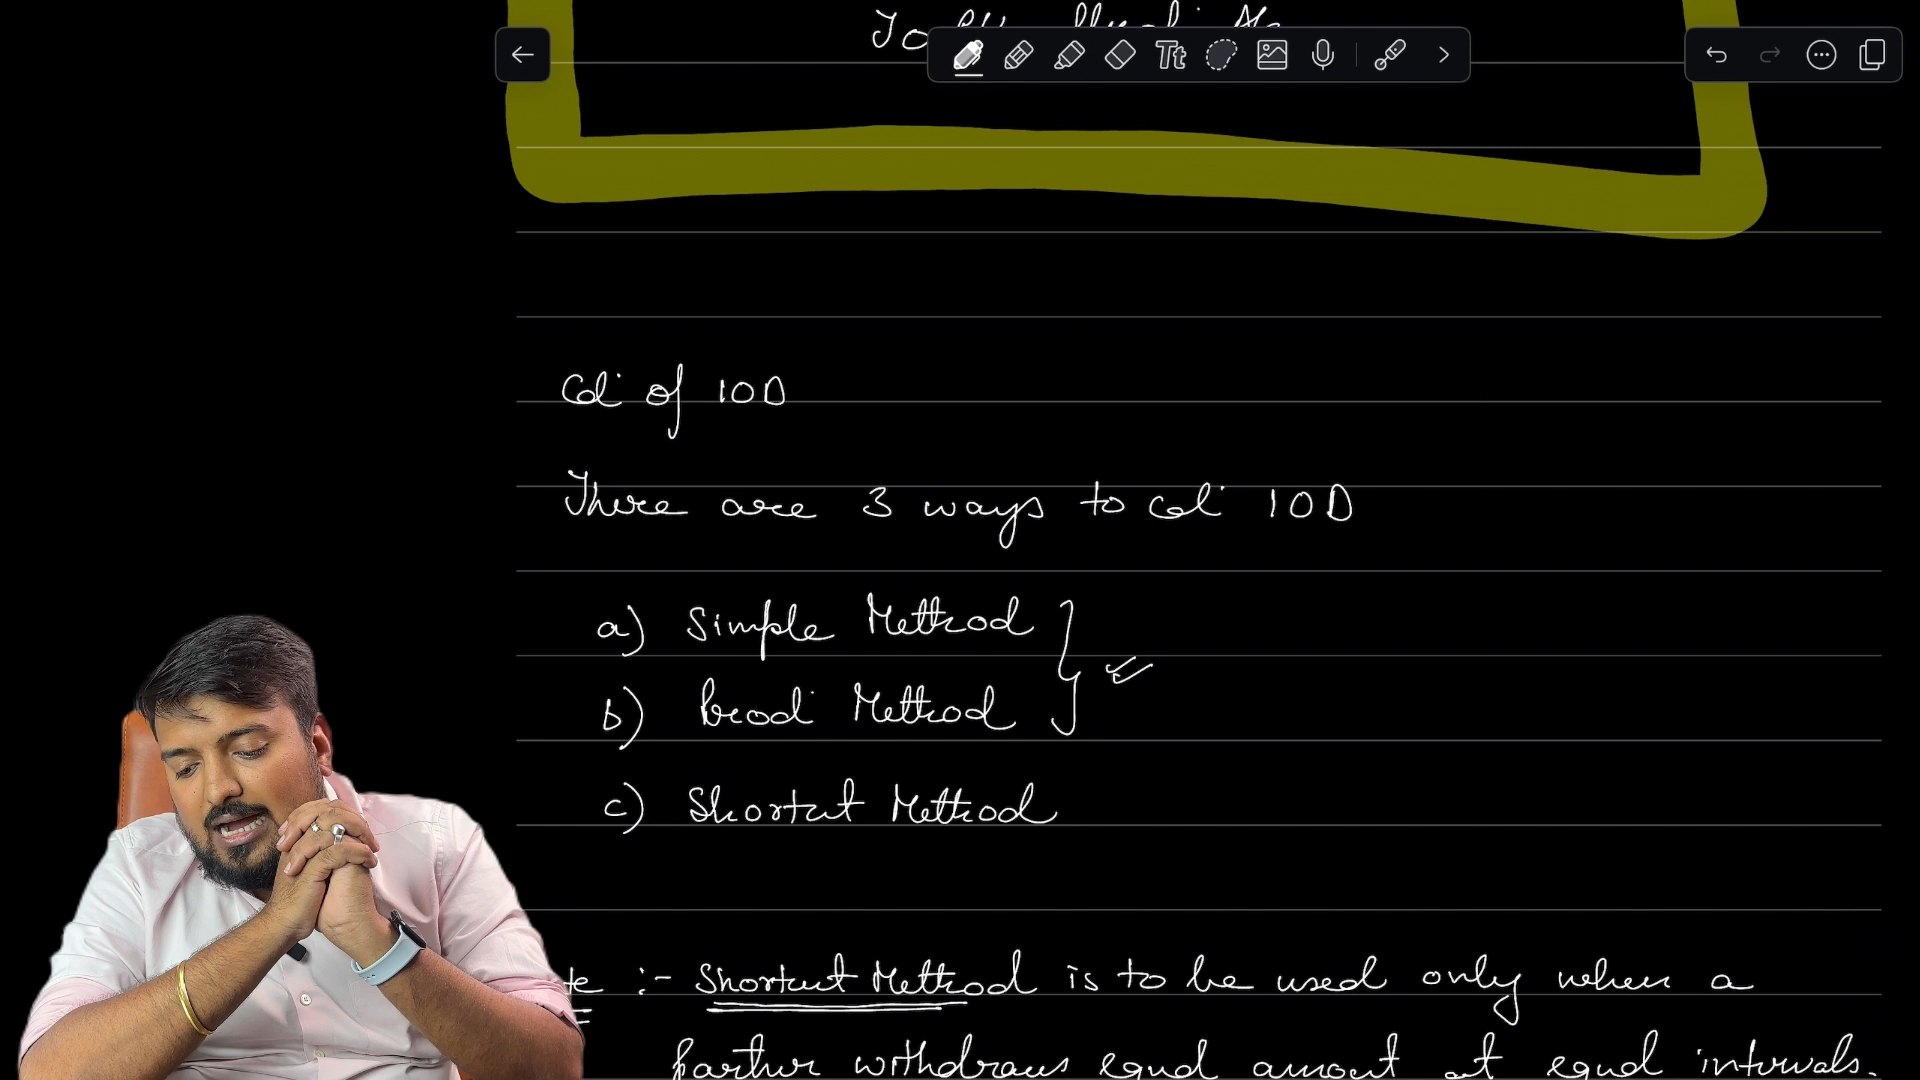 Cal. of IOD
There are 3 ways to cal. IOD
a) Simple Method
b) Prod. Method
c) Shortcut Method
:- Shortcut Method is to be used only when a
partner withdraws equal amount at equal intervals.
Tt